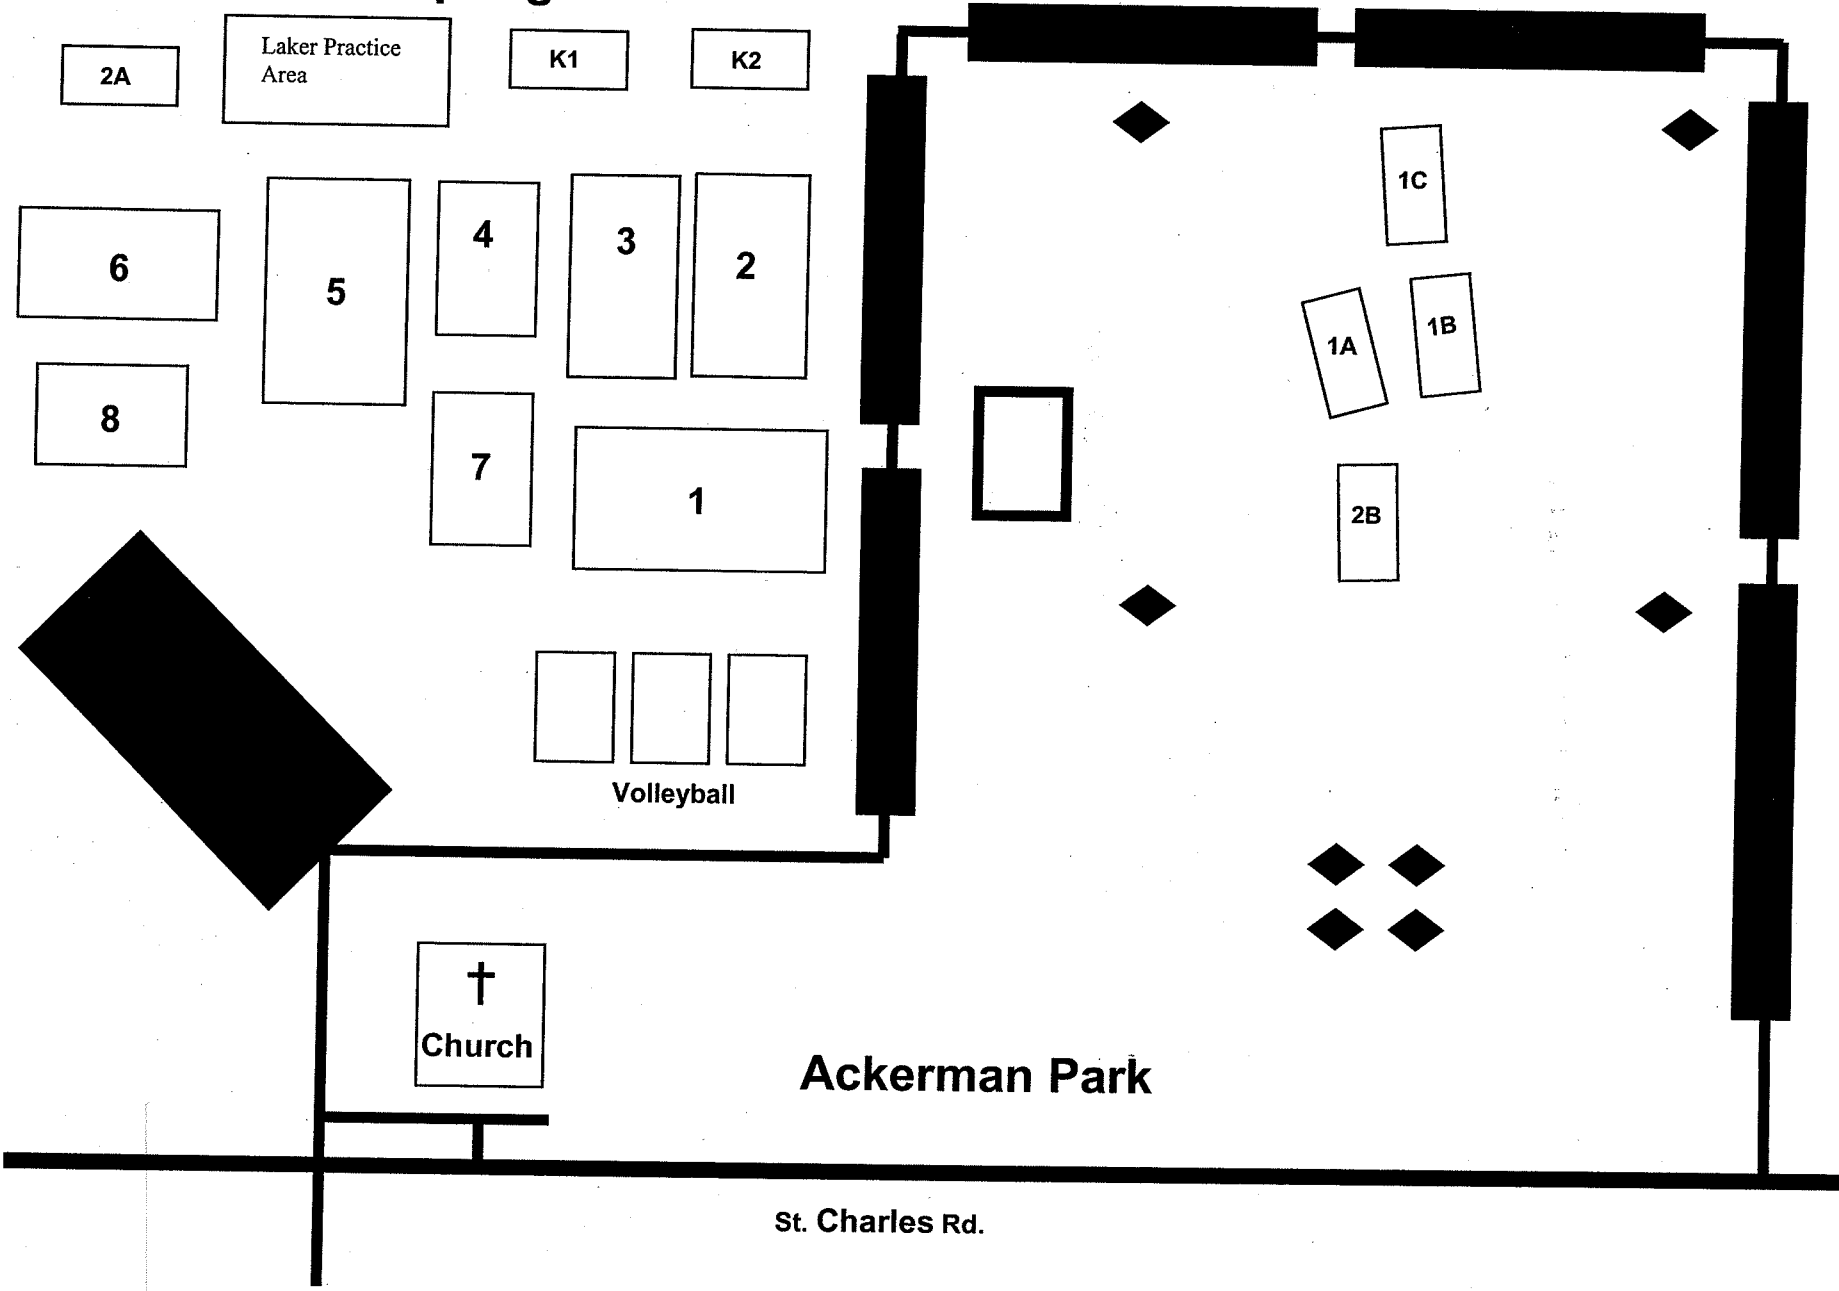 2A
Laker Practice
Area
K1
K2
1C
6
5
4
3
2
1A
1B
8
7
1
2B
Volleyball
Church
Ackerman Park
St. Charles Rd.